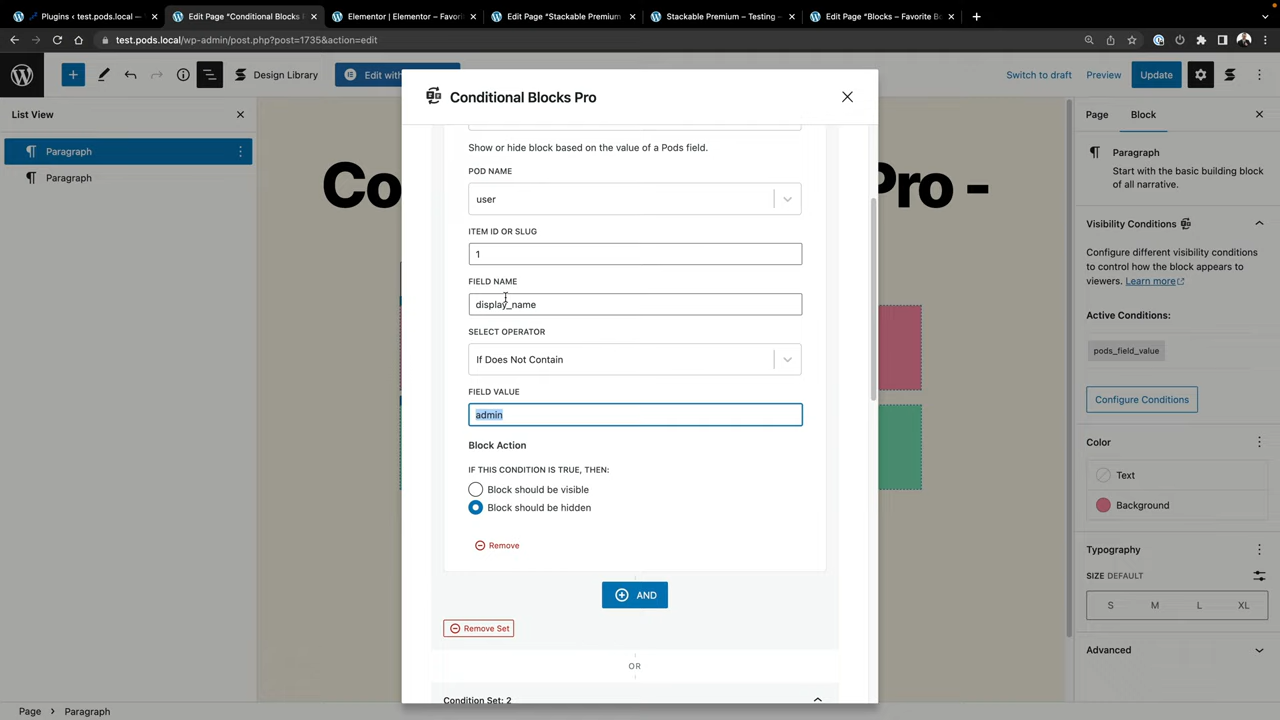 Plugins < test.pods.local —
Edit Page "Conditional Blocks P
Elementor | Elementor – Favori
Edit Page "Stackable Premium
Stackable Premium – Testing –
Edit Page "Blocks – Favorite B
test.pods.local/wp-admin/post.php?post=1735&action=edit
Design Library
Edit with
Switch to draft
Preview
Update
List View
Paragraph
Paragraph
Co
Pro -
Conditional Blocks Pro
Show or hide block based on the value of a Pods field.
POD NAME
user
ITEM ID OR SLUG
1
FIELD NAME
display_name
SELECT OPERATOR
If Does Not Contain
FIELD VALUE
admin
Block Action
IF THIS CONDITION IS TRUE, THEN:
Block should be visible
Block should be hidden
Remove
AND
Remove Set
OR
Condition Set: 2
Page
Block
Paragraph
Start with the basic building block
of all narrative.
Visibility Conditions
Configure different visibility conditions
to control how the block appears to
viewers. Learn more
Active Conditions:
pods_field_value
Configure Conditions
Color
Text
Background
Typography
SIZE DEFAULT
S M L XL
Advanced
Page > Paragraph